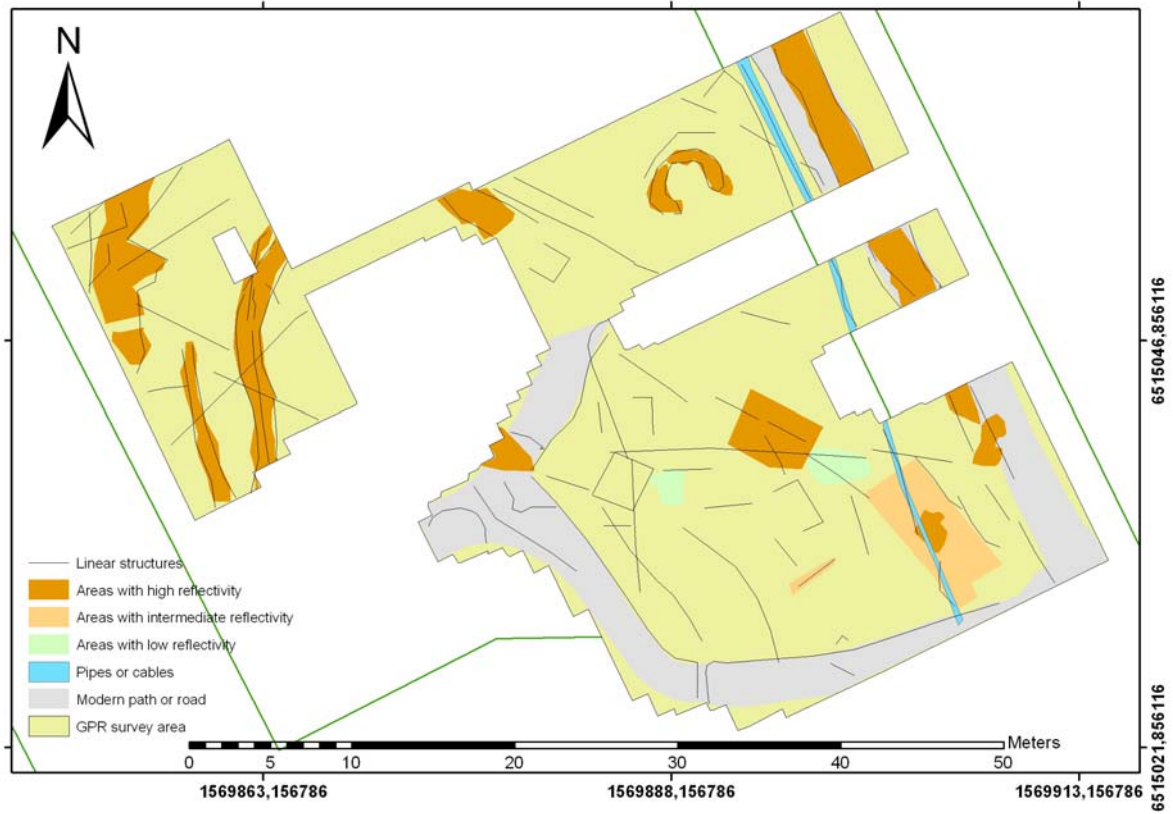 N
Linear structures
Areas with high reflectivity
Areas with intermediate reflectivity
Areas with low reflectivity
Pipes or cables
Modern path or road
GPR survey area
Meters
0 5 10 20 30 40 50
1569863,156786 1569888,156786 1569913,156786
6515046,856116
6515021,856116